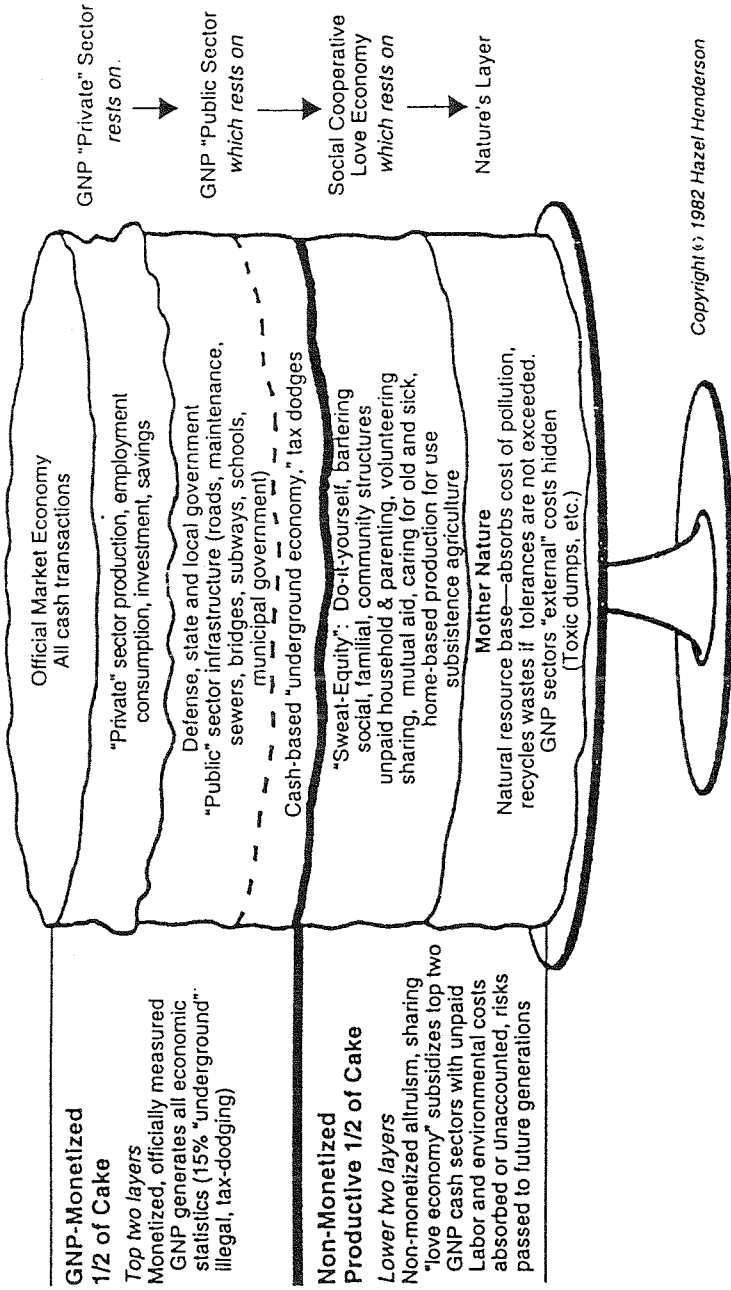 GNP-Monetized
1/2 of Cake
Top two layers
Monetized, officially measured
GNP generates all economic
statistics (15% "underground"
illegal, tax-dodging)
Non-Monetized
Productive 1/2 of Cake
Lower two layers
Non-monetized altruism, sharing
"love economy" subsidizes top two
GNP cash sectors with unpaid
Labor and environmental costs
absorbed or unaccounted, risks
passed to future generations
Official Market Economy
All cash transactions
"Private" sector production, employment
consumption, investment, savings
Defense, state and local government
"Public" sector infrastructure (roads, maintenance,
sewers, bridges, subways, schools,
municipal government)
Cash-based "underground economy," tax dodges
"Sweat-Equity": Do-it-yourself, bartering
social, familial, community structures
unpaid household & parenting, volunteering
sharing, mutual aid, caring for old and sick,
home-based production for use
subsistence agriculture
Mother Nature
Natural resource base—absorbs cost of pollution,
recycles wastes if tolerances are not exceeded.
GNP sectors "external" costs hidden
(Toxic dumps, etc.)
GNP "Private" Sector
rests on.
GNP "Public Sector
which rests on
Social Cooperative
Love Economy
which rests on
Nature's Layer
Copyright © 1982 Hazel Henderson